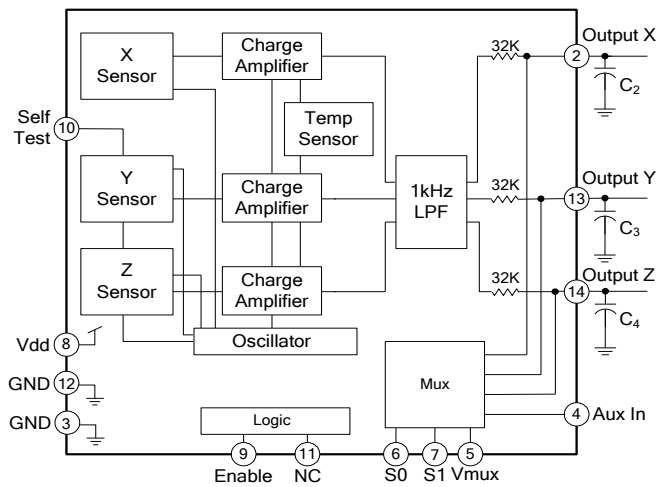 X
Sensor
Charge
Amplifier
32K
2
Output X
C2
Self
Test
10
Temp
Sensor
Y
Sensor
Charge
Amplifier
1kHz
LPF
32K
13
Output Y
C3
Z
Sensor
Charge
Amplifier
32K
14
Output Z
C4
Oscillator
Vdd
8
GND
12
GND
3
Mux
4
Aux In
Logic
9
Enable
11
NC
6
S0
7
S1
5
Vmux